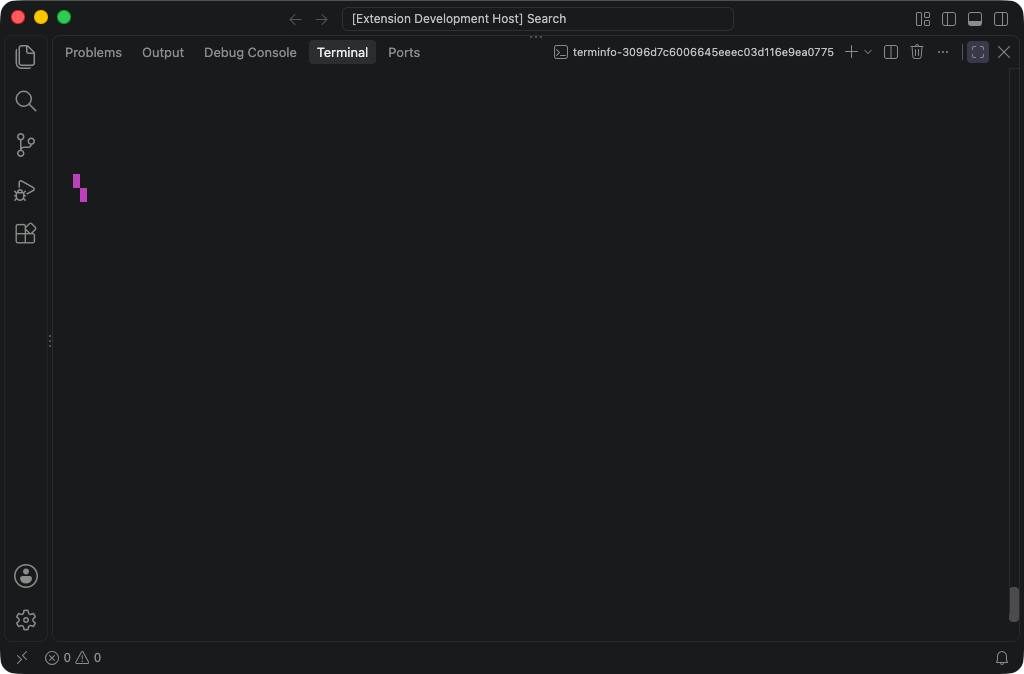 [Extension Development Host] Search
Problems Output Debug Console Terminal Ports terminfo-3096d7c6006645eeec03d116e9ea0775
0 0